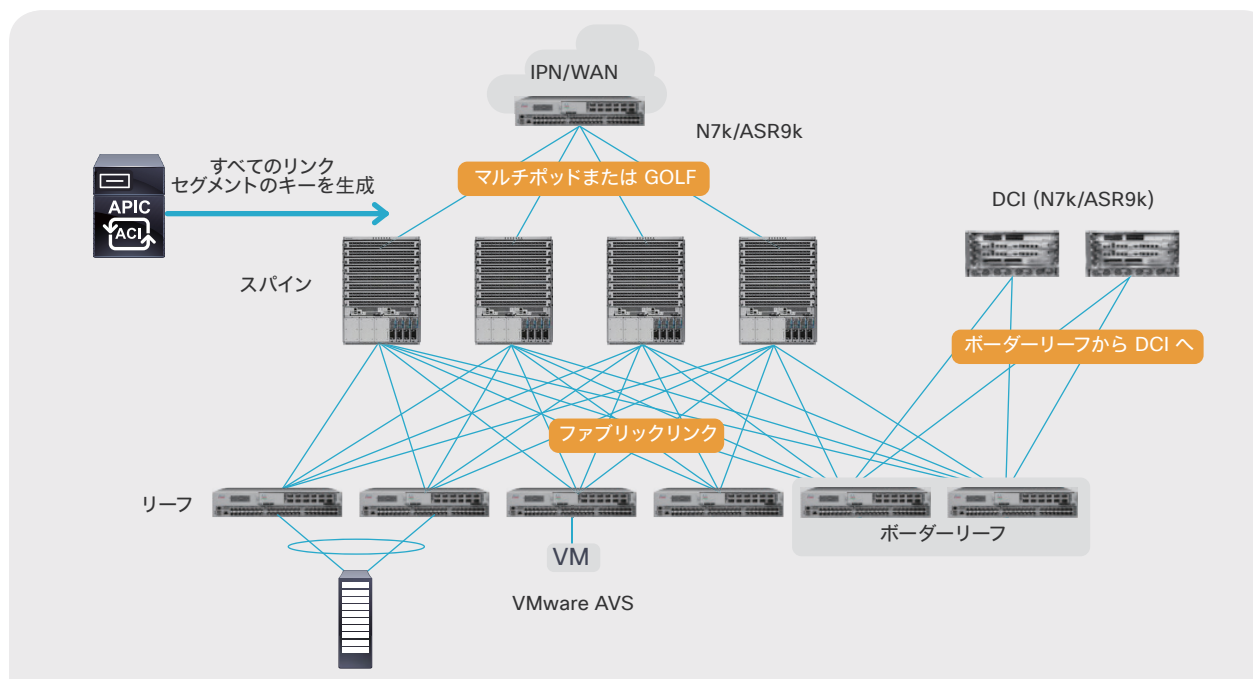 IPN/WAN
N7k/ASR9k
すべてのリンク
セグメントのキーを生成
マルチポッドまたは GOLF
APIC
ACI
DCI (N7k/ASR9k)
スパイン
ボーダーリーフから DCI へ
ファブリックリンク
リーフ
ボーダーリーフ
VM
VMware AVS